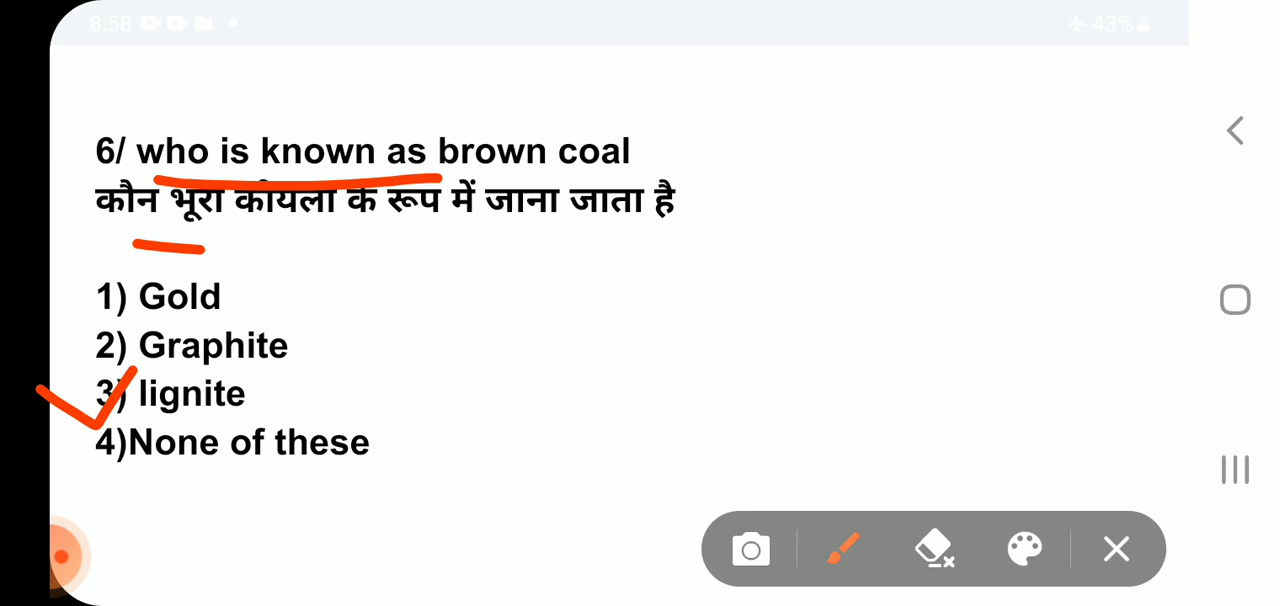 8:58 43%
6/ who is known as brown coal
कौन भूरा कोयला के रूप में जाना जाता है
1) Gold
2) Graphite
3) lignite
4)None of these